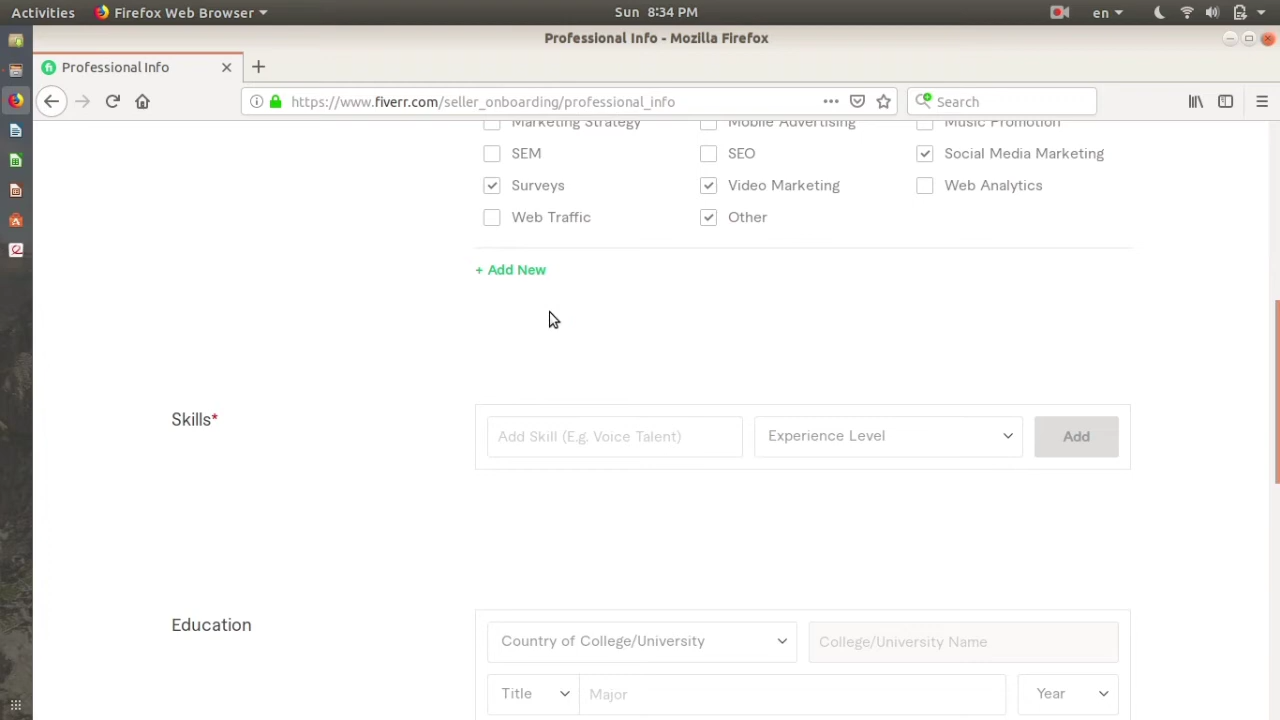 Activities Firefox Web Browser Sun 8:34 PM en
Professional Info - Mozilla Firefox
Professional Info
https://www.fiverr.com/seller_onboarding/professional_info Search
Marketing Strategy Mobile Advertising Music Promotion
SEM SEO Social Media Marketing
Surveys Video Marketing Web Analytics
Web Traffic Other
+ Add New
Skills* Add Skill (E.g. Voice Talent) Experience Level Add
Education
Country of College/University College/University Name
Title Major Year